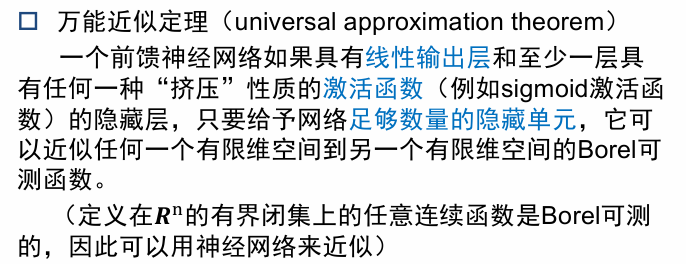 □ 万能近似定理（universal approximation theorem）
一个前馈神经网络如果具有线性输出层和至少一层具
有任何一种“挤压”性质的激活函数（例如sigmoid激活函
数）的隐藏层，只要给予网络足够数量的隐藏单元，它可
以近似任何一个有限维空间到另一个有限维空间的Borel可
测函数。
（定义在Rⁿ的有界闭集上的任意连续函数是Borel可测
的，因此可以用神经网络来近似）